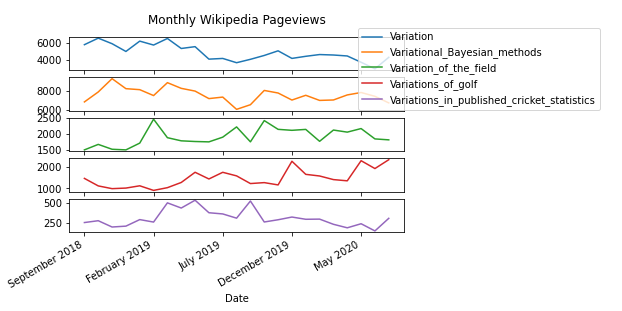 Monthly Wikipedia Pageviews
Variation
Variational_Bayesian_methods
Variation_of_the_field
Variations_of_golf
Variations_in_published_cricket_statistics
6000
4000
8000
6000
2500
2000
1500
2000
1000
500
250
September 2018
February 2019
July 2019
December 2019
May 2020
Date